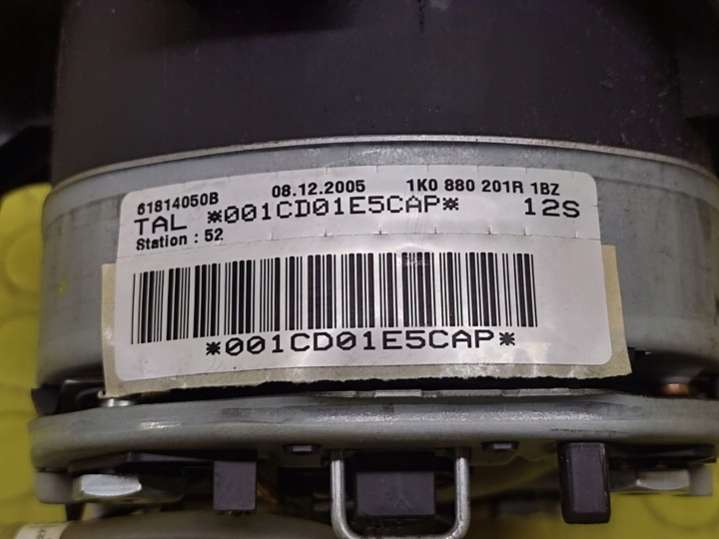 61814050B 08.12.2005 1K0 880 201R 1BZ
TAL *001CD01E5CAP* 12S
Station : 52
*001CD01E5CAP*